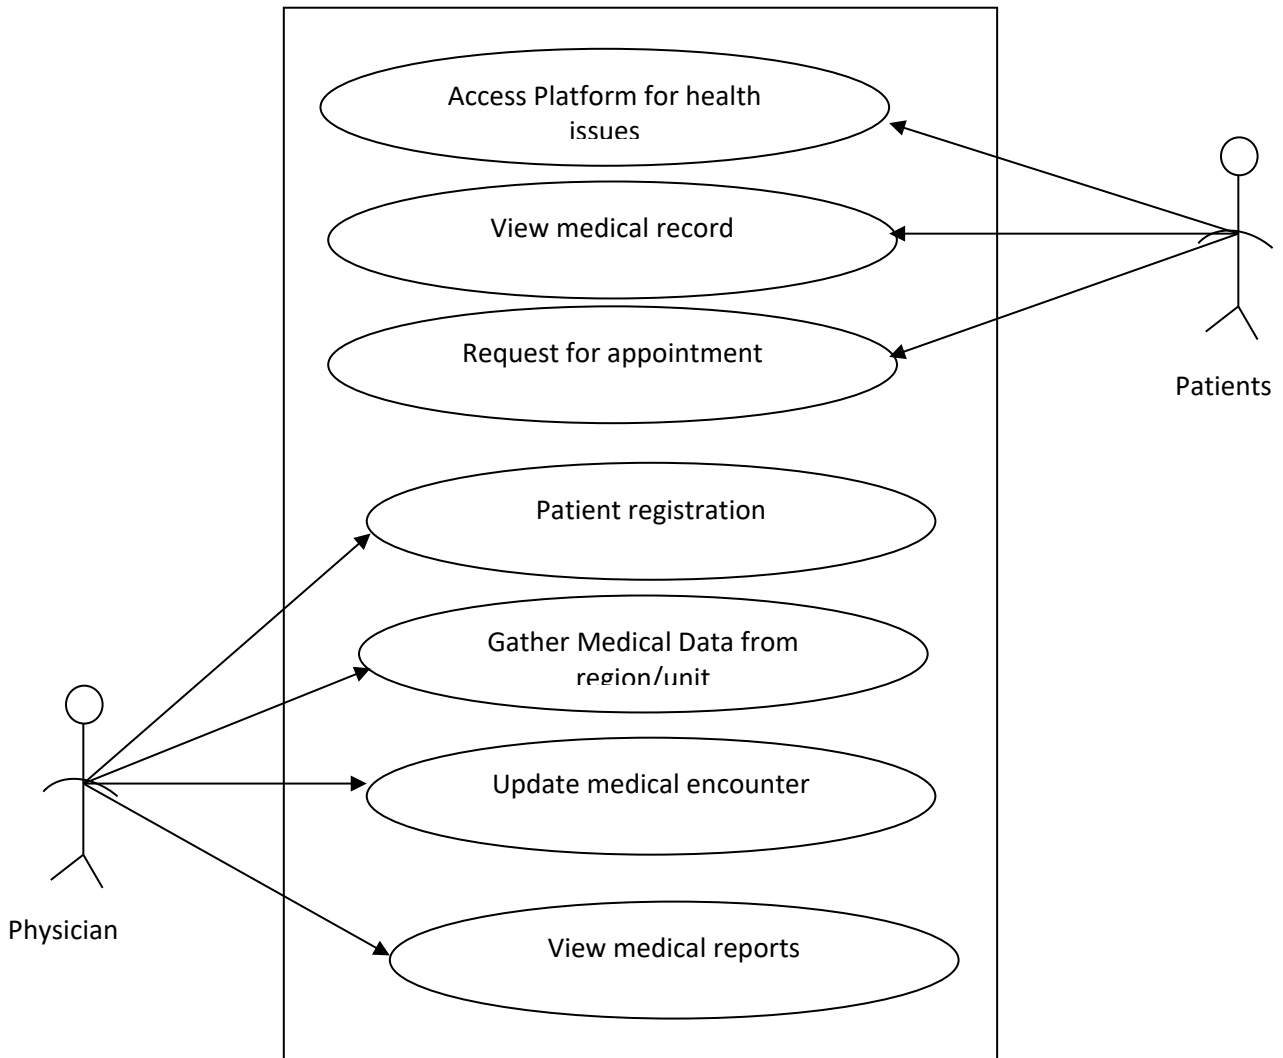 Access Platform for health
issues
View medical record
Request for appointment
Patients
Patient registration
Gather Medical Data from
region/unit
Update medical encounter
Physician
View medical reports